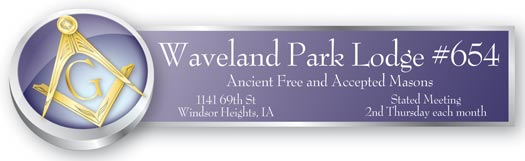 G
Waveland Park Lodge #654
Ancient Free and Accepted Masons
1141 69th St
Windsor Heights, IA
Stated Meeting
2nd Thursday each month